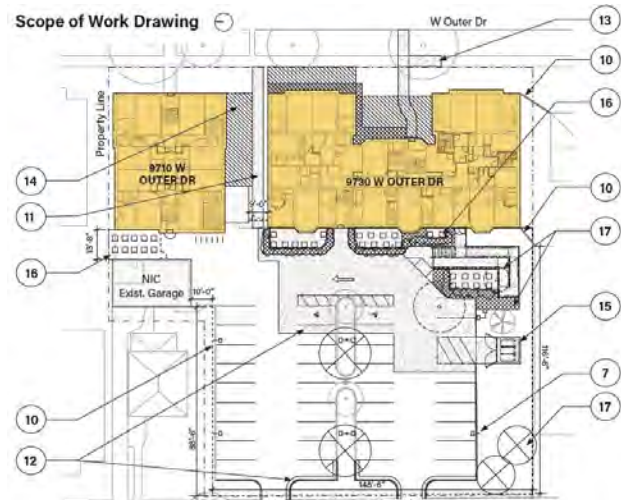 Scope of Work Drawing
W Outer Dr
13
10
16
Property Line
9710 W
OUTER DR
9730 W OUTER DR
14
11
10
17
16
NIC
Exist. Garage
10'-0"
15
10
7
17
12
148'-6"